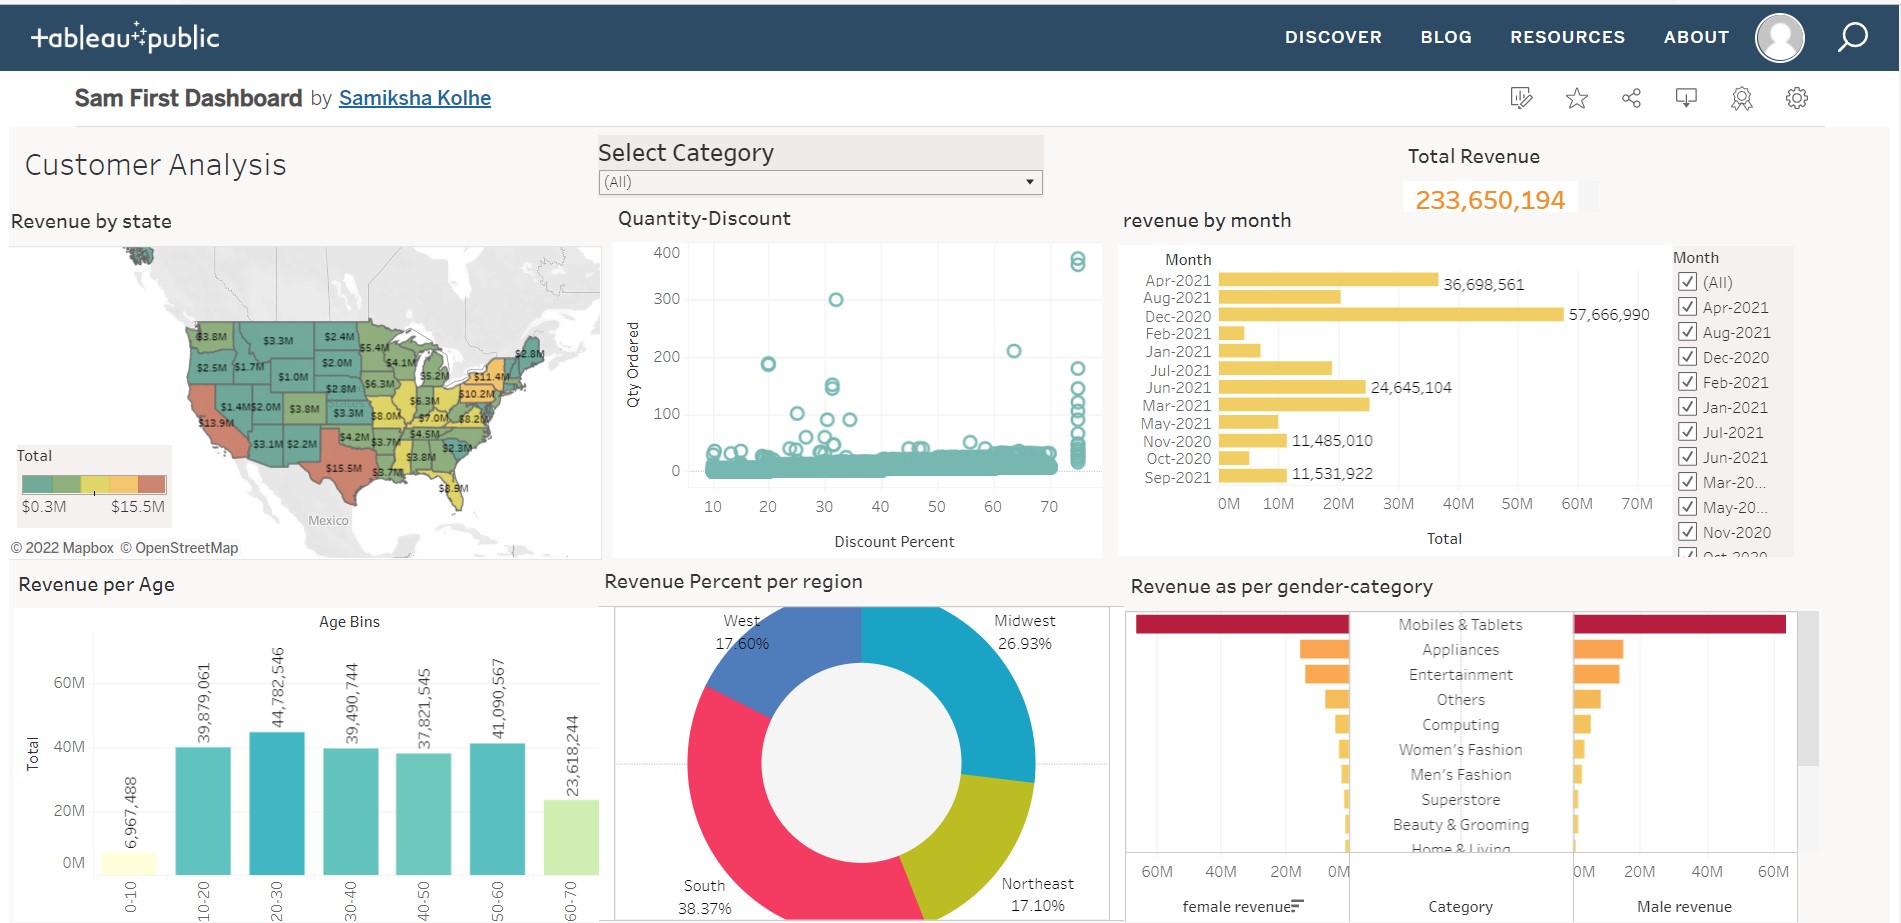 tableau public
DISCOVER BLOG RESOURCES ABOUT
Sam First Dashboard by Samiksha Kolhe
Customer Analysis
Select Category
(All)
Total Revenue
233,650,194
Revenue by state
$3.8M
$3.3M
$2.4M
$5.4M
$2.8M
$2.5M
$1.7M
$1.0M
$2.0M
$4.1M
$5.2M
$11.4M
$2.8M
$6.3M
$10.2M
$13.9M
$1.4M
$2.0M
$3.8M
$3.3M
$8.0M
$6.3M
$7.0M
$8.2M
$3.1M
$2.2M
$4.2M
$3.7M
$4.5M
$2.3M
$15.5M
$3.7M
$3.8M
$8.9M
Mexico
Total
$0.3M $15.5M
© 2022 Mapbox © OpenStreetMap
Quantity-Discount
Qty Ordered
400
300
200
100
0
10 20 30 40 50 60 70
Discount Percent
revenue by month
Month
Apr-2021 36,698,561
Aug-2021
Dec-2020 57,666,990
Feb-2021
Jan-2021
Jul-2021
Jun-2021 24,645,104
Mar-2021
May-2021
Nov-2020 11,485,010
Oct-2020
Sep-2021 11,531,922
0M 10M 20M 30M 40M 50M 60M 70M
Total
Month
(All)
Apr-2021
Aug-2021
Dec-2020
Feb-2021
Jan-2021
Jul-2021
Jun-2021
Mar-20...
May-20...
Nov-2020
Oct-2020
Revenue per Age
Age Bins
Total
60M
40M
20M
0M
6,967,488
39,879,061
44,782,546
39,490,744
37,821,545
41,090,567
23,618,244
0-10
10-20
20-30
30-40
40-50
50-60
60-70
Revenue Percent per region
West
17.60%
Midwest
26.93%
South
38.37%
Northeast
17.10%
Revenue as per gender-category
Mobiles & Tablets
Appliances
Entertainment
Others
Computing
Women's Fashion
Men's Fashion
Superstore
Beauty & Grooming
Home & Living
60M 40M 20M 0M
0M 20M 40M 60M
female revenue Category Male revenue